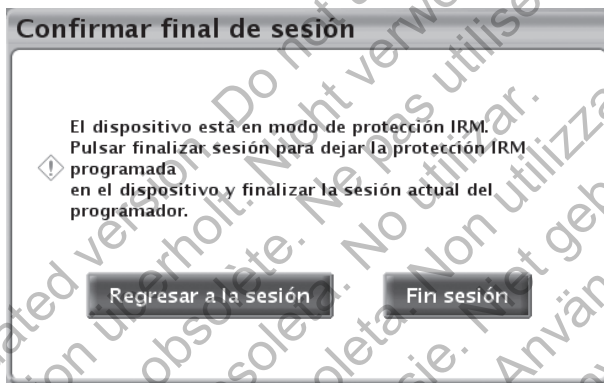 Confirmar final de sesión
El dispositivo está en modo de protección IRM.
Pulsar finalizar sesión para dejar la protección IRM
programada
en el dispositivo y finalizar la sesión actual del
programador.
Regresar a la sesión
Fin sesión